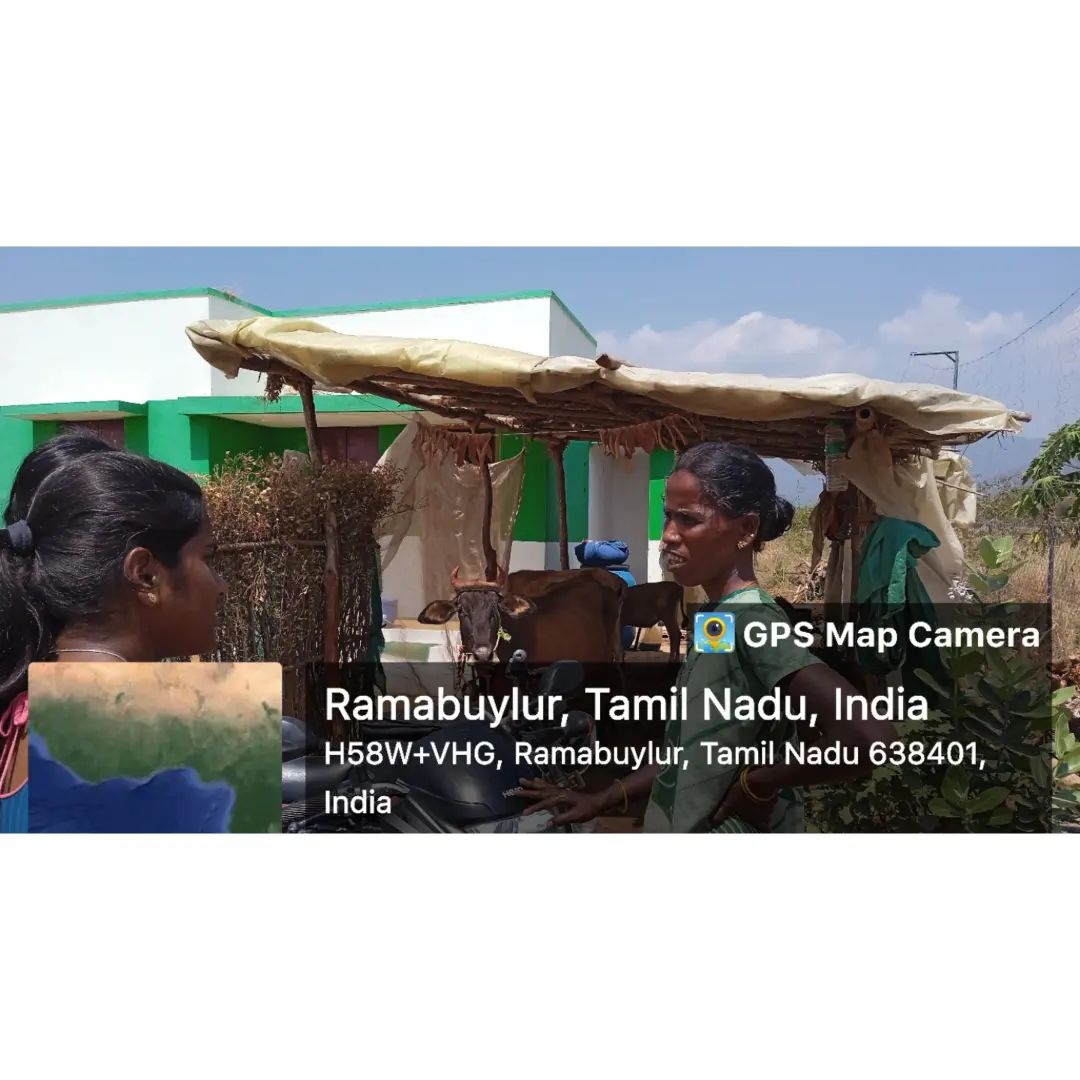 GPS Map Camera
Ramabuylur, Tamil Nadu, India
H58W+VHG, Ramabuylur, Tamil Nadu 638401,
India